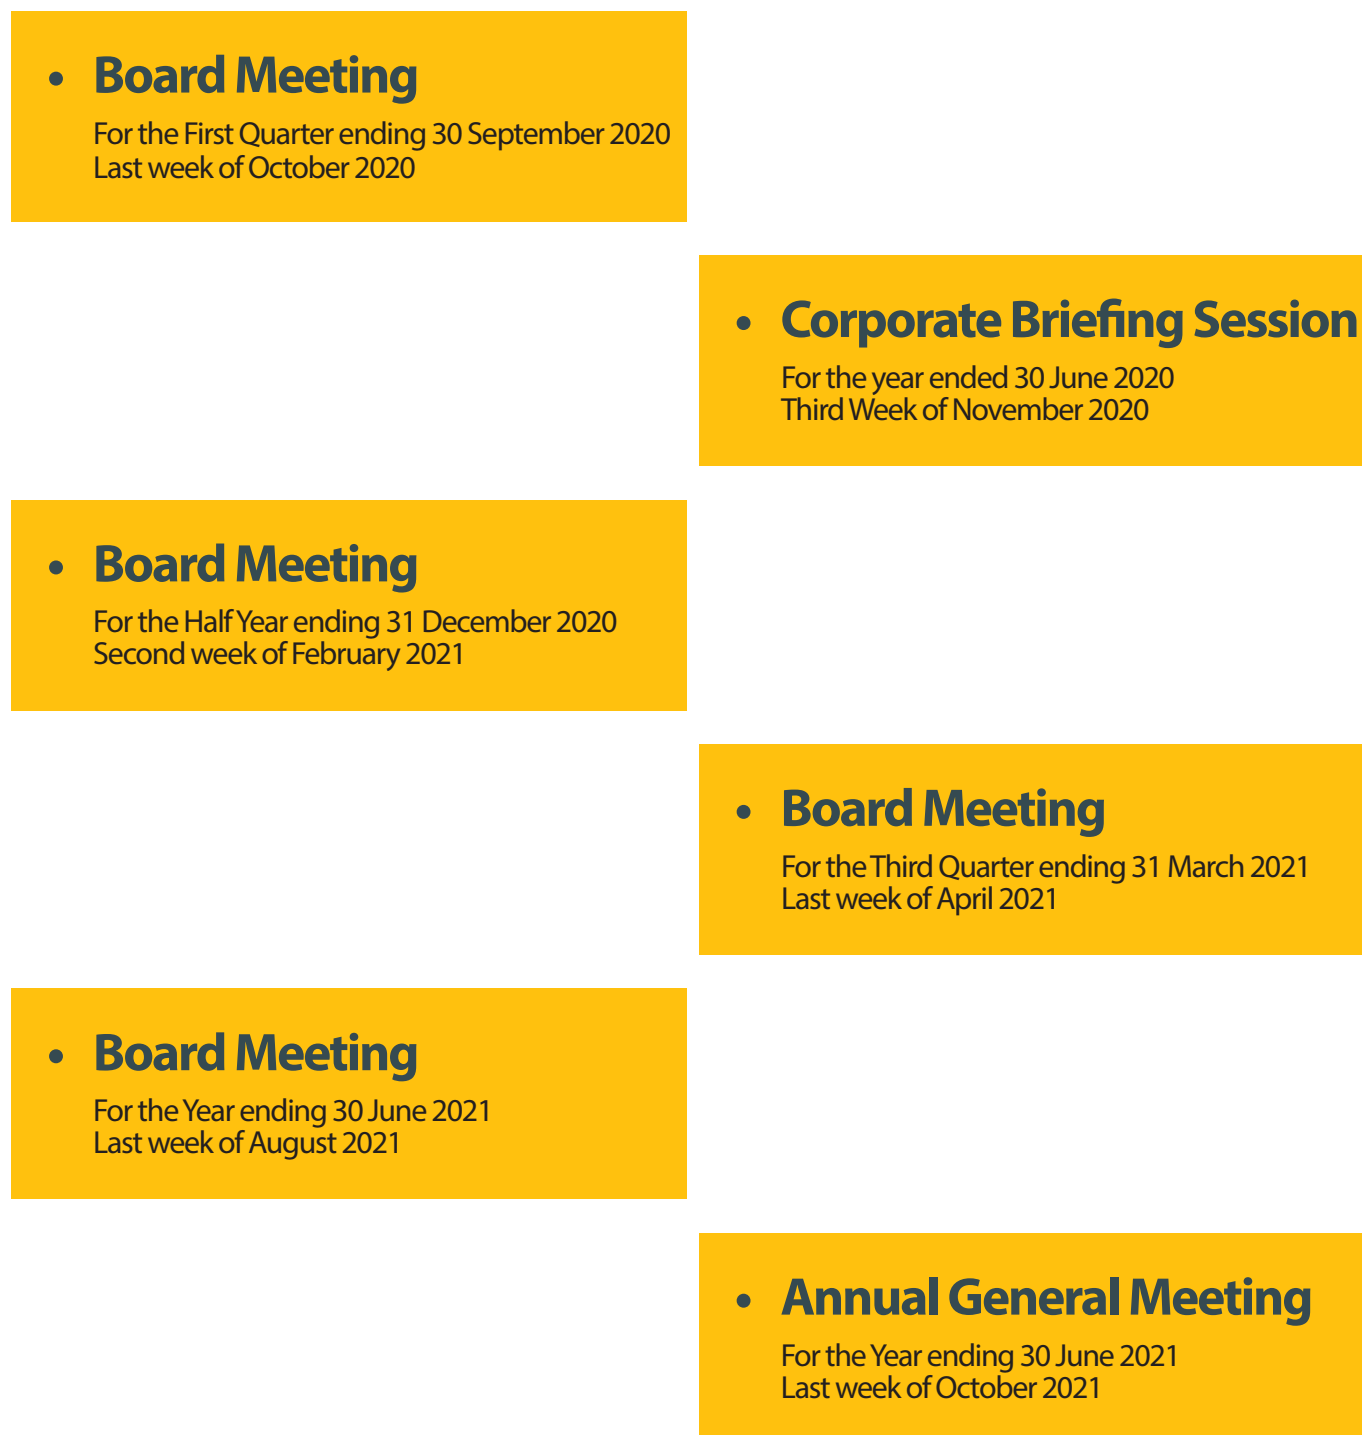 • Board Meeting
For the First Quarter ending 30 September 2020
Last week of October 2020
• Corporate Briefing Session
For the year ended 30 June 2020
Third Week of November 2020
• Board Meeting
For the Half Year ending 31 December 2020
Second week of February 2021
• Board Meeting
For the Third Quarter ending 31 March 2021
Last week of April 2021
• Board Meeting
For the Year ending 30 June 2021
Last week of August 2021
• Annual General Meeting
For the Year ending 30 June 2021
Last week of October 2021